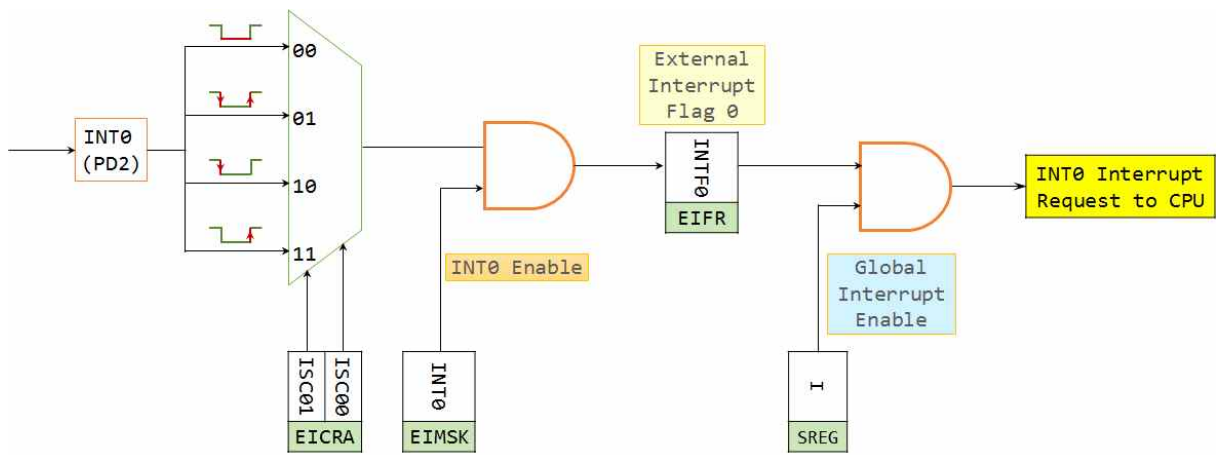 INT0
(PD2)
00
01
10
11
ISC01
ISC00
EICRA
INT0 Enable
INT0
EIMSK
External
Interrupt
Flag 0
INTF0
EIFR
Global
Interrupt
Enable
I
SREG
INT0 Interrupt
Request to CPU